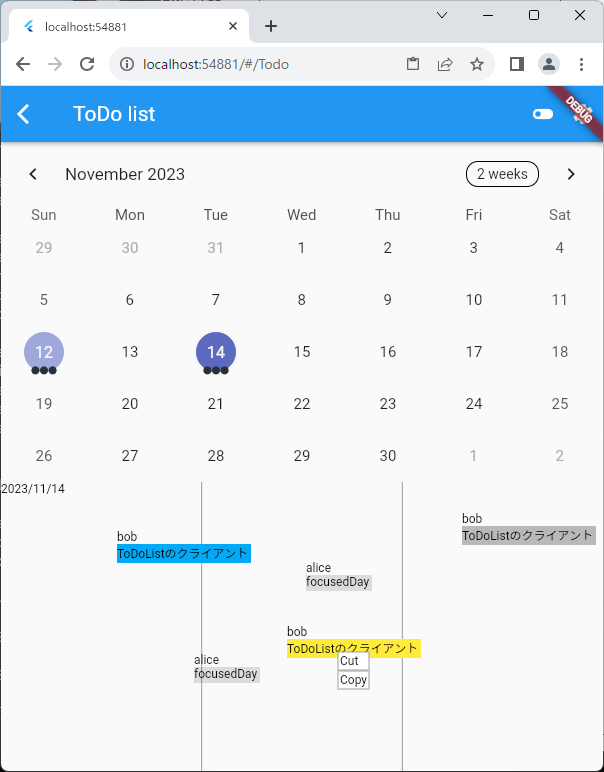 localhost:54881
localhost:54881/#/Todo
ToDo list
DEBUG
November 2023
2 weeks
Sun Mon Tue Wed Thu Fri Sat
29 30 31 1 2 3 4
5 6 7 8 9 10 11
12 13 14 15 16 17 18
19 20 21 22 23 24 25
26 27 28 29 30 1 2
2023/11/14
bob
ToDoListのクライアント
bob
ToDoListのクライアント
alice
focusedDay
bob
ToDoListのクライアント
Cut
Copy
alice
focusedDay